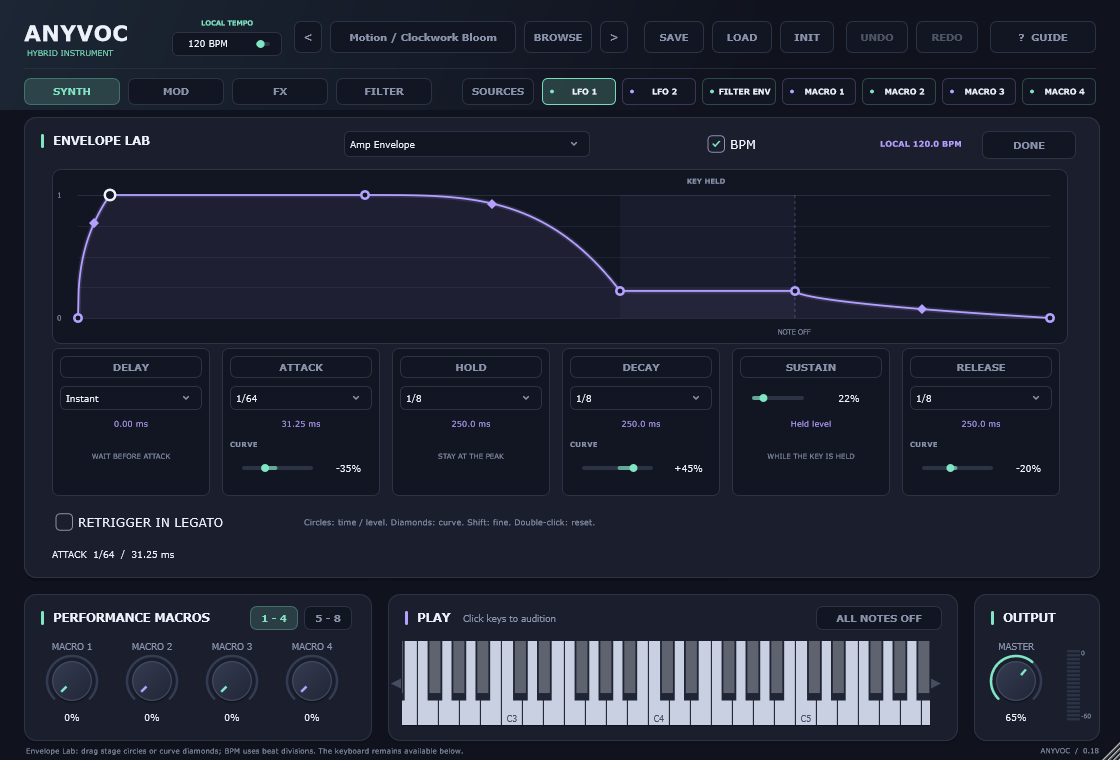 ANYVOC
HYBRID INSTRUMENT
LOCAL TEMPO
120 BPM
<
Motion / Clockwork Bloom
BROWSE
>
SAVE
LOAD
INIT
UNDO
REDO
? GUIDE
SYNTH
MOD
FX
FILTER
SOURCES
LFO 1
LFO 2
FILTER ENV
MACRO 1
MACRO 2
MACRO 3
MACRO 4
ENVELOPE LAB
Amp Envelope
BPM
LOCAL 120.0 BPM
DONE
KEY HELD
1
0
NOTE OFF
DELAY
Instant
0.00 ms
WAIT BEFORE ATTACK
ATTACK
1/64
31.25 ms
CURVE
-35%
HOLD
1/8
250.0 ms
STAY AT THE PEAK
DECAY
1/8
250.0 ms
CURVE
+45%
SUSTAIN
22%
Held level
WHILE THE KEY IS HELD
RELEASE
1/8
250.0 ms
CURVE
-20%
RETRIGGER IN LEGATO
Circles: time / level. Diamonds: curve. Shift: fine. Double-click: reset.
ATTACK 1/64 / 31.25 ms
PERFORMANCE MACROS
1 - 4
5 - 8
MACRO 1
MACRO 2
MACRO 3
MACRO 4
0%
0%
0%
0%
PLAY
Click keys to audition
ALL NOTES OFF
C3
C4
C5
OUTPUT
MASTER
65%
0
-60
Envelope Lab: drag stage circles or curve diamonds; BPM uses beat divisions. The keyboard remains available below.
ANYVOC / 0.18